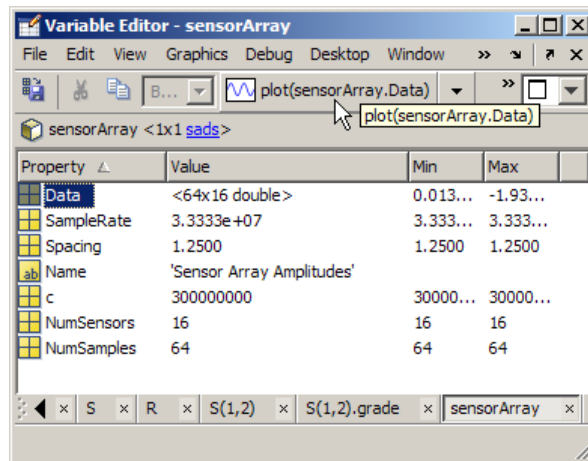 Variable Editor - sensorArray
File Edit View Graphics Debug Desktop Window »
B... plot(sensorArray.Data) »
plot(sensorArray.Data)
sensorArray <1x1 sads>
Property Value Min Max
Data <64x16 double> 0.013... -1.93...
SampleRate 3.3333e+07 3.333... 3.333...
Spacing 1.2500 1.2500 1.2500
ab Name 'Sensor Array Amplitudes'
c 300000000 30000... 30000...
NumSensors 16 16 16
NumSamples 64 64 64
S R S(1,2) S(1,2).grade sensorArray